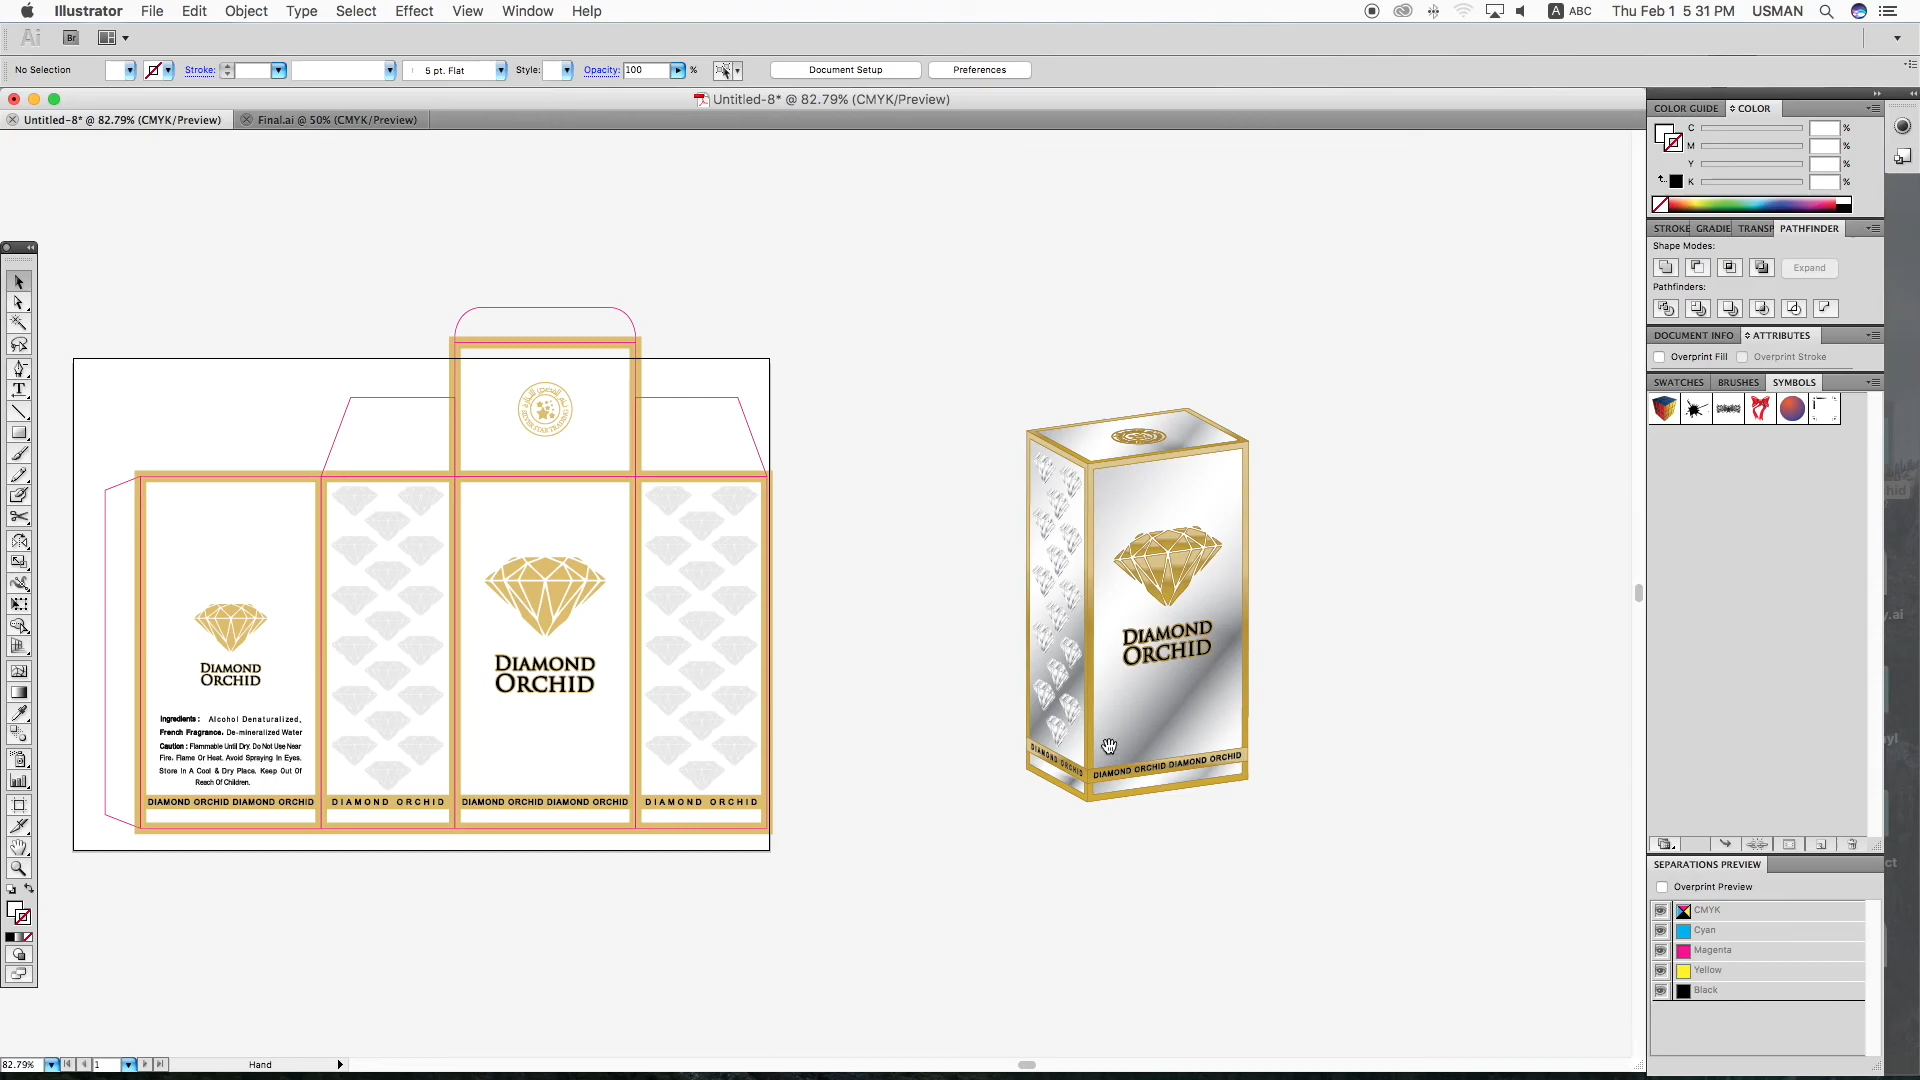 Illustrator File Edit Object Type Select Effect View Window Help
A ABC Thu Feb 1 5:31 PM USMAN
Ai Br
No Selection Stroke: 5 pt. Flat Style: Opacity: 100 % Document Setup Preferences
Untitled-8* @ 82.79% (CMYK/Preview)
Untitled-8* @ 82.79% (CMYK/Preview) Final.ai @ 50% (CMYK/Preview)
COLOR GUIDE COLOR
C %
M %
Y %
K %
STROKE GRADIE TRANSP PATHFINDER
Shape Modes:
Expand
Pathfinders:
DOCUMENT INFO ATTRIBUTES
Overprint Fill Overprint Stroke
SWATCHES BRUSHES SYMBOLS
SEPARATIONS PREVIEW
Overprint Preview
CMYK
Cyan
Magenta
Yellow
Black
DIAMOND
ORCHID
Ingredients : Alcohol Denaturalized,
French Fragrance, De-mineralized Water
Caution : Flammable Until Dry. Do Not Use Near
Fire, Flame Or Heat. Avoid Spraying In Eyes.
Store In A Cool & Dry Place. Keep Out Of
Reach Of Children.
DIAMOND ORCHID DIAMOND ORCHID
DIAMOND ORCHID
DIAMOND
ORCHID
DIAMOND ORCHID DIAMOND ORCHID
DIAMOND ORCHID
DIAMOND
ORCHID
DIAMOND ORCHID
DIAMOND ORCHID DIAMOND ORCHID
82.79% 1 Hand